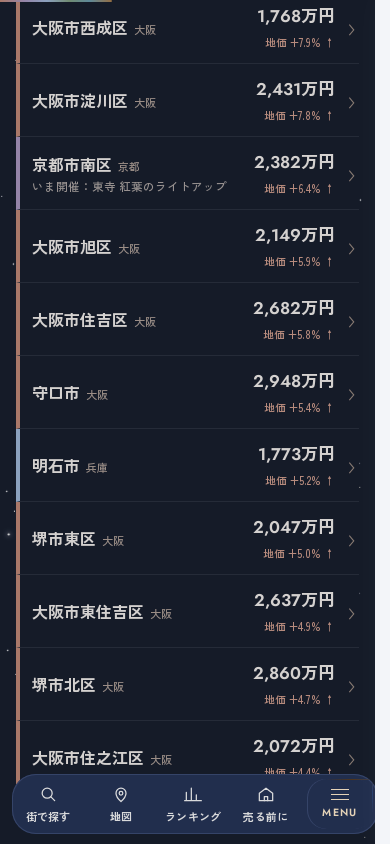 大阪市西成区 大阪 1,768万円
地価 +7.9% ↑
大阪市淀川区 大阪 2,431万円
地価 +7.8% ↑
京都市南区 京都 2,382万円
いま開催：東寺 紅葉のライトアップ 地価 +6.4% ↑
大阪市旭区 大阪 2,149万円
地価 +5.9% ↑
大阪市住吉区 大阪 2,682万円
地価 +5.8% ↑
守口市 大阪 2,948万円
地価 +5.4% ↑
明石市 兵庫 1,773万円
地価 +5.2% ↑
堺市東区 大阪 2,047万円
地価 +5.0% ↑
大阪市東住吉区 大阪 2,637万円
地価 +4.9% ↑
堺市北区 大阪 2,860万円
地価 +4.7% ↑
大阪市住之江区 大阪 2,072万円
地価 +4.4% ↑
街で探す 地図 ランキング 売る前に MENU